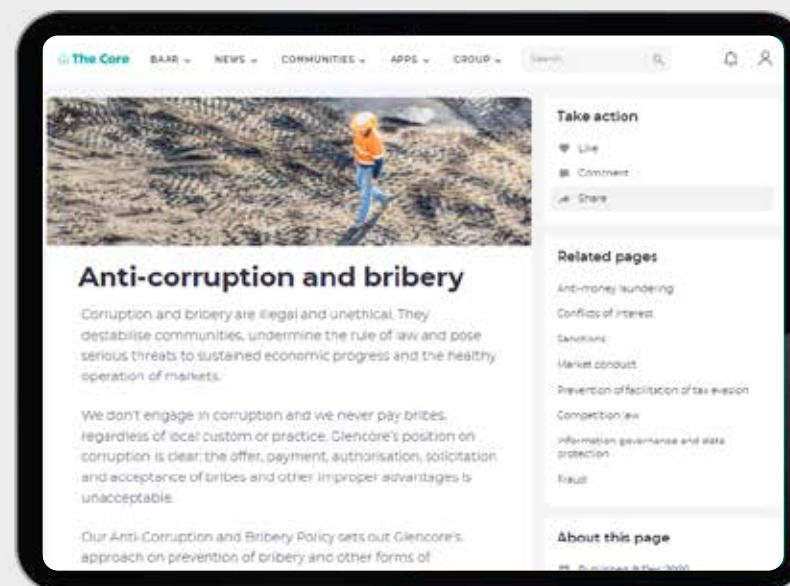 The Core BAAR NEWS COMMUNITIES APPS GROUP Search
Anti-corruption and bribery
Corruption and bribery are illegal and unethical. They
destabilise communities, undermine the rule of law and pose
serious threats to sustained economic progress and the healthy
operation of markets.
We don't engage in corruption and we never pay bribes,
regardless of local custom or practice. Glencore's position on
corruption is clear: the offer, payment, authorisation, solicitation
and acceptance of bribes and other improper advantages is
unacceptable.
Our Anti-Corruption and Bribery Policy sets out Glencore's
approach on prevention of bribery and other forms of
Take action
Like
Comment
Share
Related pages
Anti-money laundering
Conflicts of interest
Sanctions
Market conduct
Prevention of facilitation of tax evasion
Competition law
Information governance and data
protection
Fraud
About this page
Published 9 Dec 2020